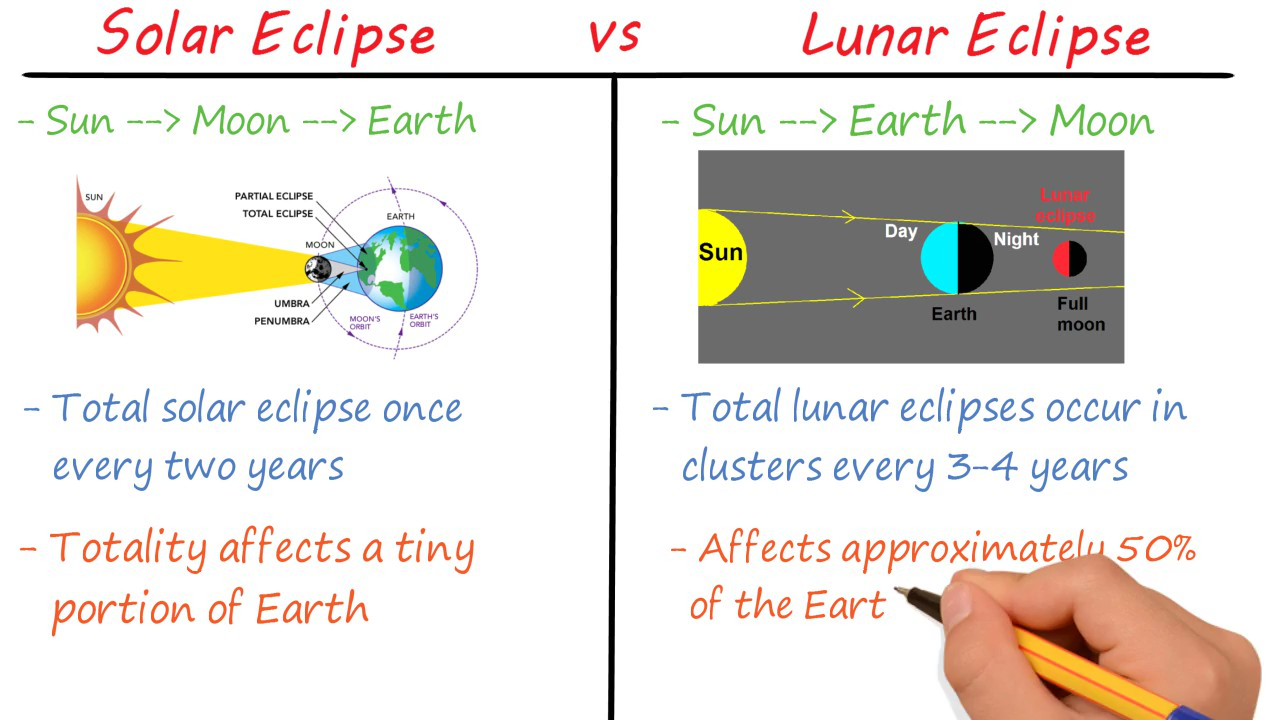 Solar Eclipse vs Lunar Eclipse
- Sun --> Moon --> Earth
SUN
PARTIAL ECLIPSE
TOTAL ECLIPSE
EARTH
MOON
UMBRA
PENUMBRA
MOON'S
ORBIT
EARTH'S
ORBIT
- Total solar eclipse once
every two years
- Totality affects a tiny
portion of Earth
- Sun --> Earth --> Moon
Lunar
eclipse
Day
Night
Sun
Earth
Full
moon
- Total lunar eclipses occur in
clusters every 3-4 years
- Affects approximately 50%
of the Eart